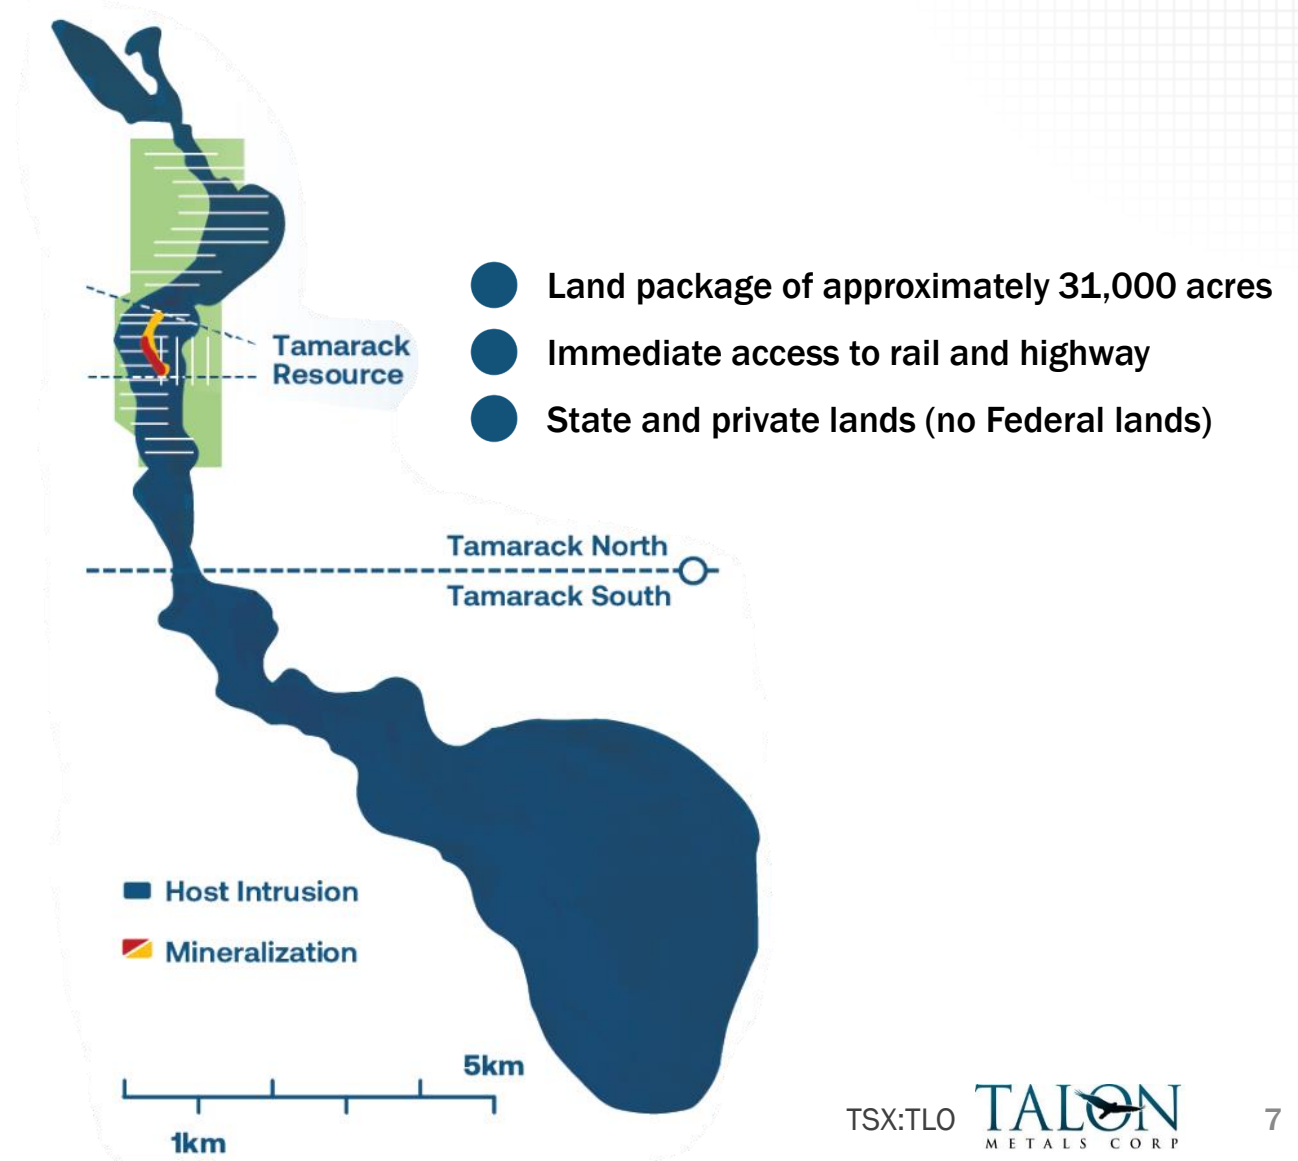 Land package of approximately 31,000 acres
Immediate access to rail and highway
State and private lands (no Federal lands)
Tamarack
Resource
Tamarack North
Tamarack South
Host Intrusion
Mineralization
5km
1km
TSX:TLO
TALON
METALS CORP
7